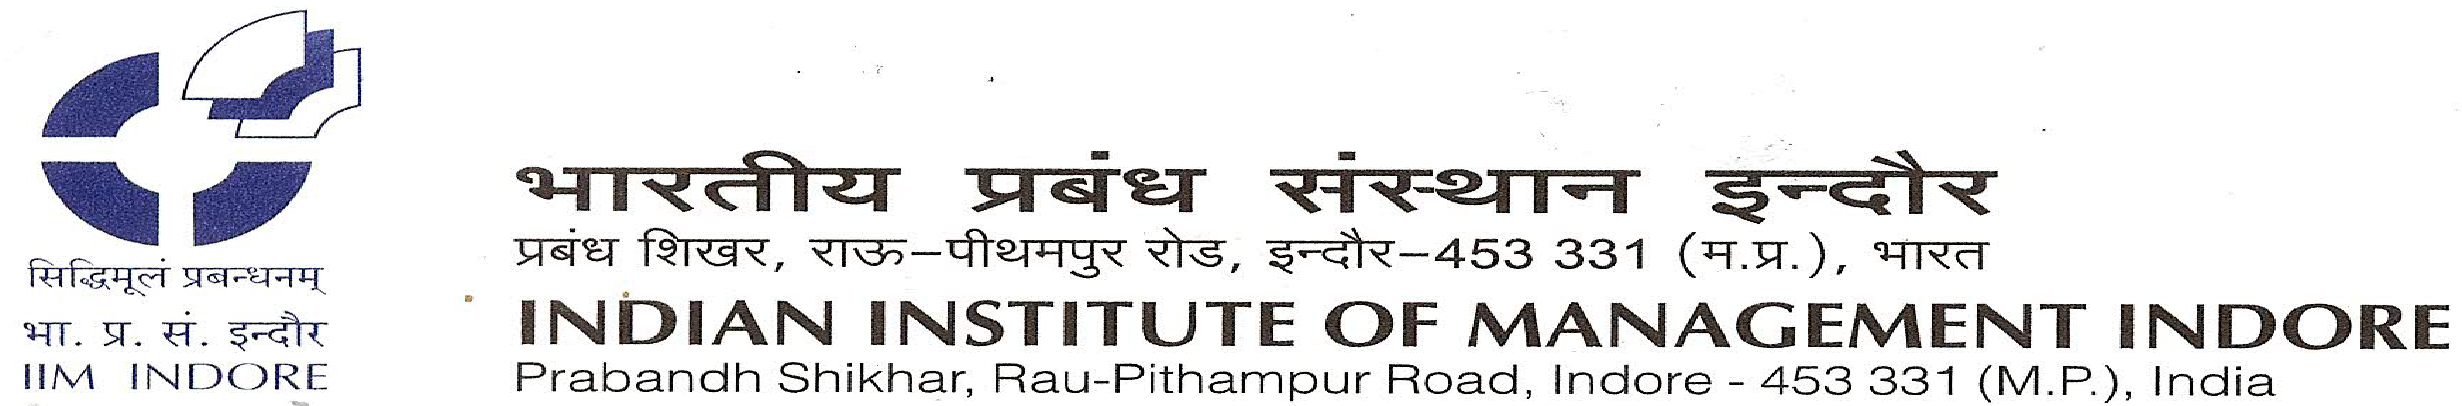 सिद्धिमूलं प्रबन्धनम्
भा. प्र. सं. इन्दौर
IIM INDORE
भारतीय प्रबंध संस्थान इन्दौर
प्रबंध शिखर, राऊ–पीथमपुर रोड, इन्दौर–453 331 (म.प्र.), भारत
INDIAN INSTITUTE OF MANAGEMENT INDORE
Prabandh Shikhar, Rau-Pithampur Road, Indore - 453 331 (M.P.), India